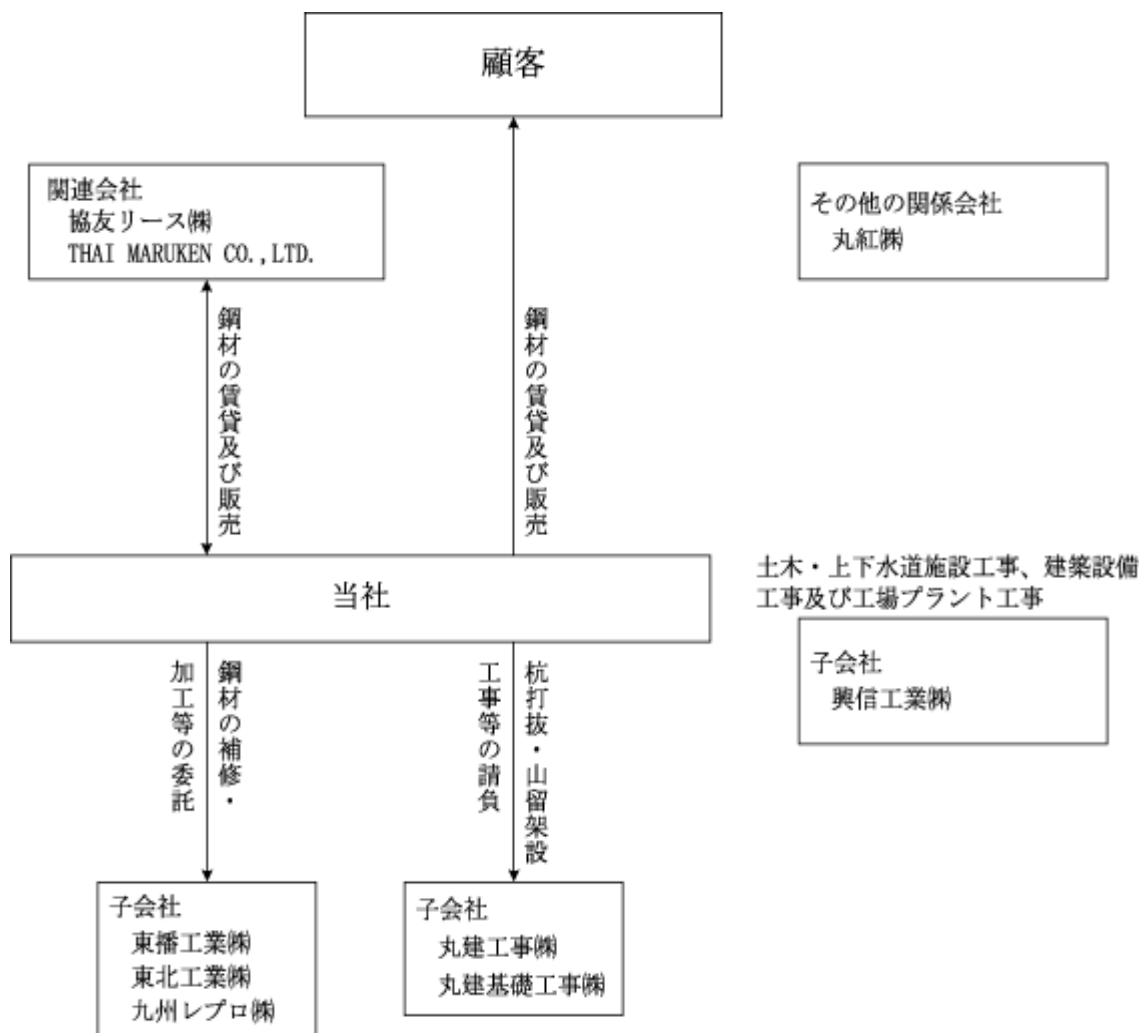 顧客
関連会社
協友リース㈱
THAI MARUKEN CO.,LTD.
その他の関係会社
丸紅㈱
鋼材の賃貸及び販売
鋼材の賃貸及び販売
当社
土木・上下水道施設工事、建築設備
工事及び工場プラント工事
子会社
興信工業㈱
鋼材の補修・
加工等の委託
杭打抜・山留架設
工事等の請負
子会社
東播工業㈱
東北工業㈱
九州レプロ㈱
子会社
丸建工事㈱
丸建基礎工事㈱